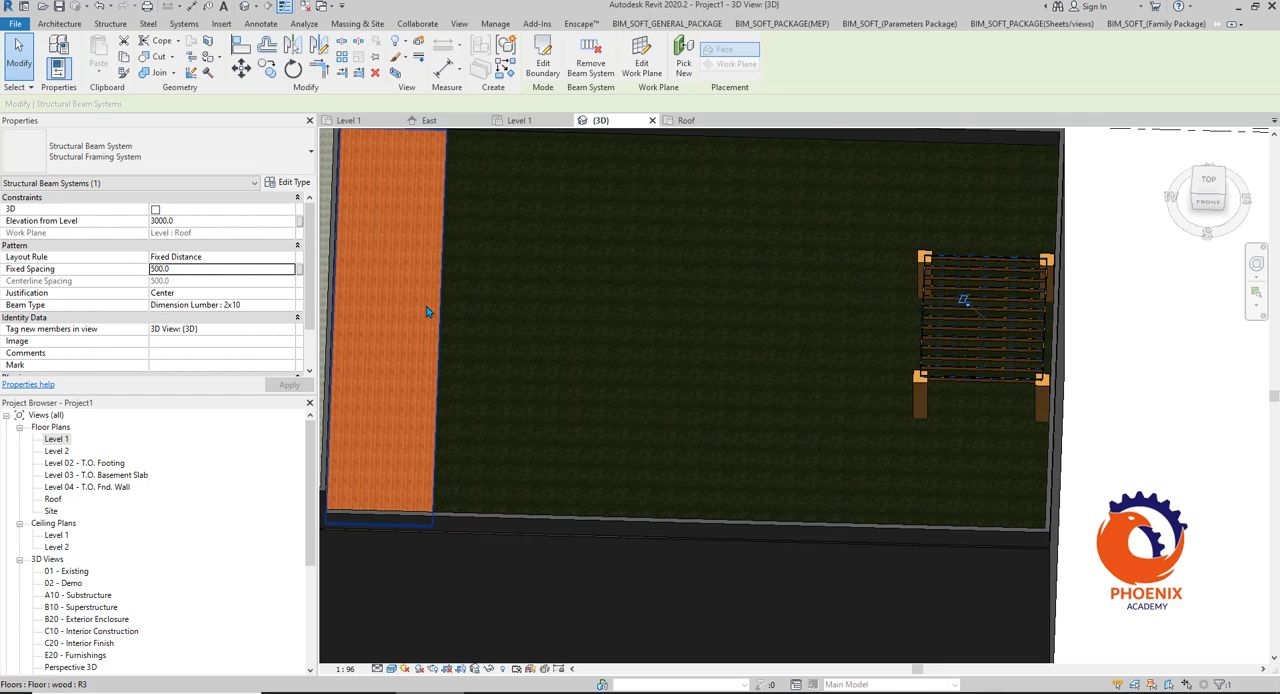 Autodesk Revit 2020.2 - Project1 - 3D View: {3D}
Sign In
File
Architecture
Structure
Steel
Systems
Insert
Annotate
Analyze
Massing & Site
Collaborate
View
Manage
Add-Ins
Enscape™
BIM_SOFT_GENERAL_PACKAGE
BIM_SOFT_PACKAGE(MEP)
BIM_SOFT_(Parameters Package)
BIM_SOFT_PACKAGE(Sheets/views)
BIM_SOFT_(Family Package)
Modify
Paste
Cope
Cut
Join
Edit
Boundary
Remove
Beam System
Edit
Work Plane
Pick
New
Face
Work Plane
Select
Properties
Clipboard
Geometry
Modify
View
Measure
Create
Mode
Beam System
Work Plane
Placement
Modify | Structural Beam Systems
Properties
Level 1
East
Level 1
{3D}
Roof
Structural Beam System
Structural Framing System
Structural Beam Systems (1)
Edit Type
Constraints
3D
Elevation from Level 3000.0
Work Plane Level : Roof
Pattern
Layout Rule Fixed Distance
Fixed Spacing 500.0
Centerline Spacing 500.0
Justification Center
Beam Type Dimension Lumber : 2x10
Identity Data
Tag new members in view 3D View: {3D}
Image
Comments
Mark
Properties help
Apply
Project Browser - Project1
Views (all)
Floor Plans
Level 1
Level 2
Level 02 - T.O. Footing
Level 03 - T.O. Basement Slab
Level 04 - T.O. Fnd. Wall
Roof
Site
Ceiling Plans
Level 1
Level 2
3D Views
01 - Existing
02 - Demo
A10 - Substructure
B10 - Superstructure
B20 - Exterior Enclosure
C10 - Interior Construction
C20 - Interior Finish
E20 - Furnishings
Perspective 3D
TOP
FRONT
W
E
S
PHOENIX
ACADEMY
1 : 96
Floors : Floor : wood : R3
:0
Main Model
:1